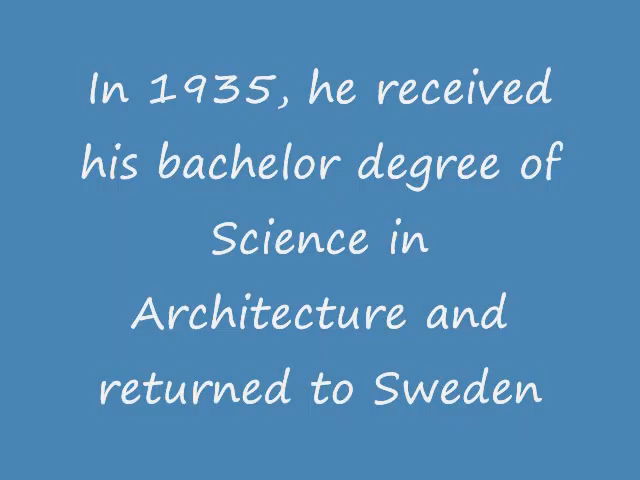 In 1935, he received
his bachelor degree of
Science in
Architecture and
returned to Sweden